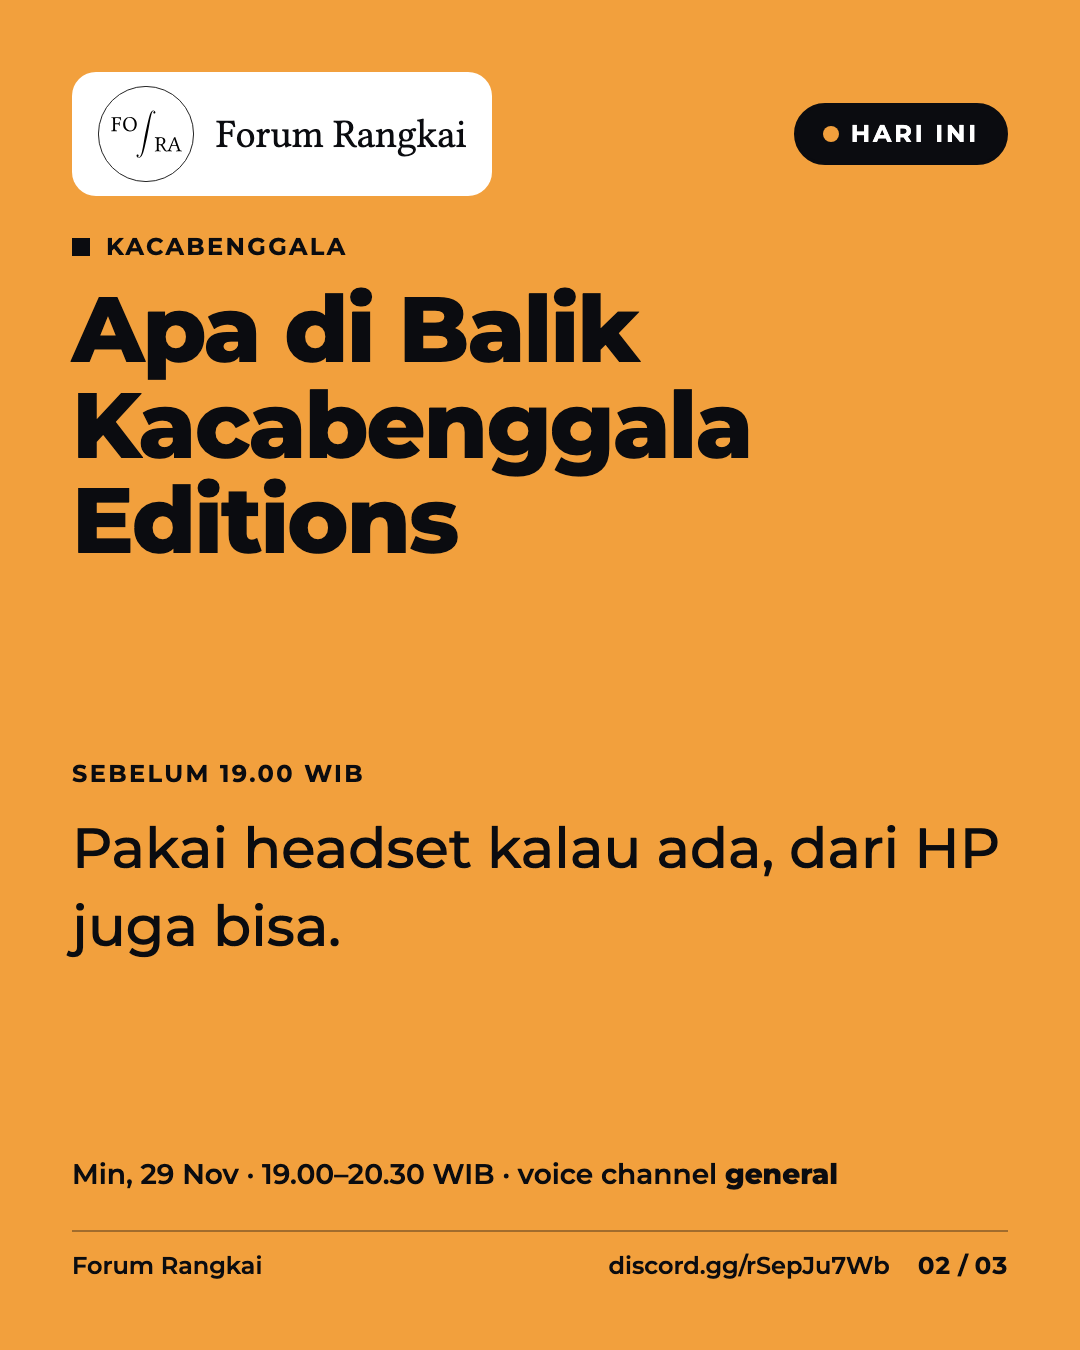 FO
RA
Forum Rangkai
HARI INI
KACABENGGALA
Apa di Balik
Kacabenggala
Editions
SEBELUM 19.00 WIB
Pakai headset kalau ada, dari HP
juga bisa.
Min, 29 Nov · 19.00–20.30 WIB · voice channel general
Forum Rangkai
discord.gg/rSepJu7Wb 02 / 03